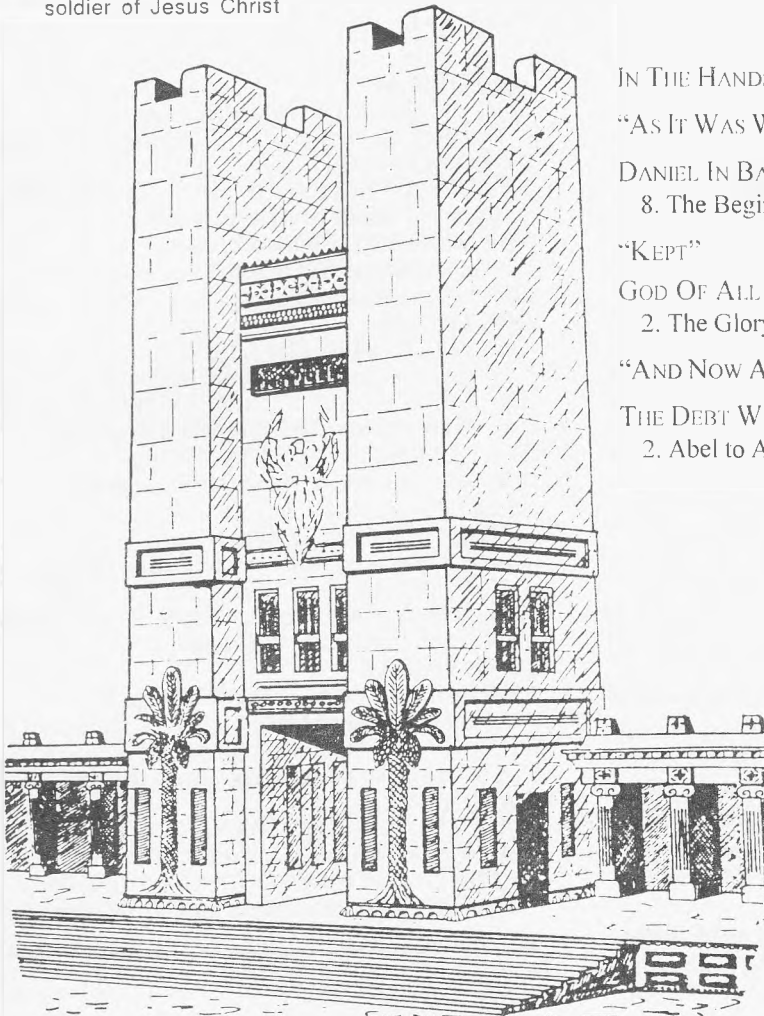 soldier of Jesus Christ
IN THE HAND
"AS IT WAS W
DANIEL IN BA
8. The Begi
"KEPT"
GOD OF ALL
2. The Glory
"AND NOW A
THE DEBT W
2. Abel to A